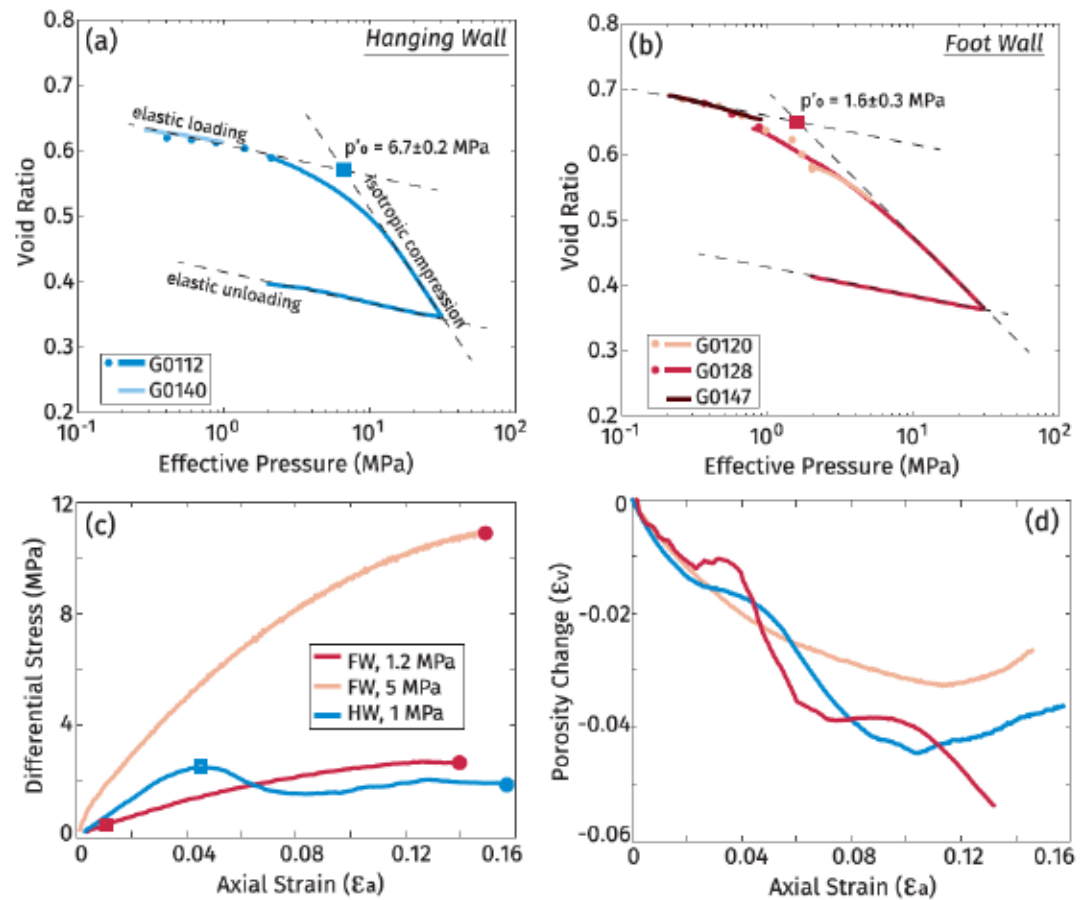 (a)
Hanging Wall
0.8
0.7
0.6
0.5
0.4
0.3
0.2
Void Ratio
elastic loading
p'₀ = 6.7±0.2 MPa
isotropic compression
elastic unloading
G0112
G0140
10⁻¹
10⁰
10¹
10²
Effective Pressure (MPa)
(b)
Foot Wall
0.8
0.7
0.6
0.5
0.4
0.3
0.2
Void Ratio
p'₀ = 1.6±0.3 MPa
G0120
G0128
G0147
10⁻¹
10⁰
10¹
10²
Effective Pressure (MPa)
(c)
12
8
4
0
Differential Stress (MPa)
FW, 1.2 MPa
FW, 5 MPa
HW, 1 MPa
0
0.04
0.08
0.12
0.16
Axial Strain (Ɛa)
(d)
0
-0.02
-0.04
-0.06
Porosity Change (Ɛv)
0
0.04
0.08
0.12
0.16
Axial Strain (Ɛa)